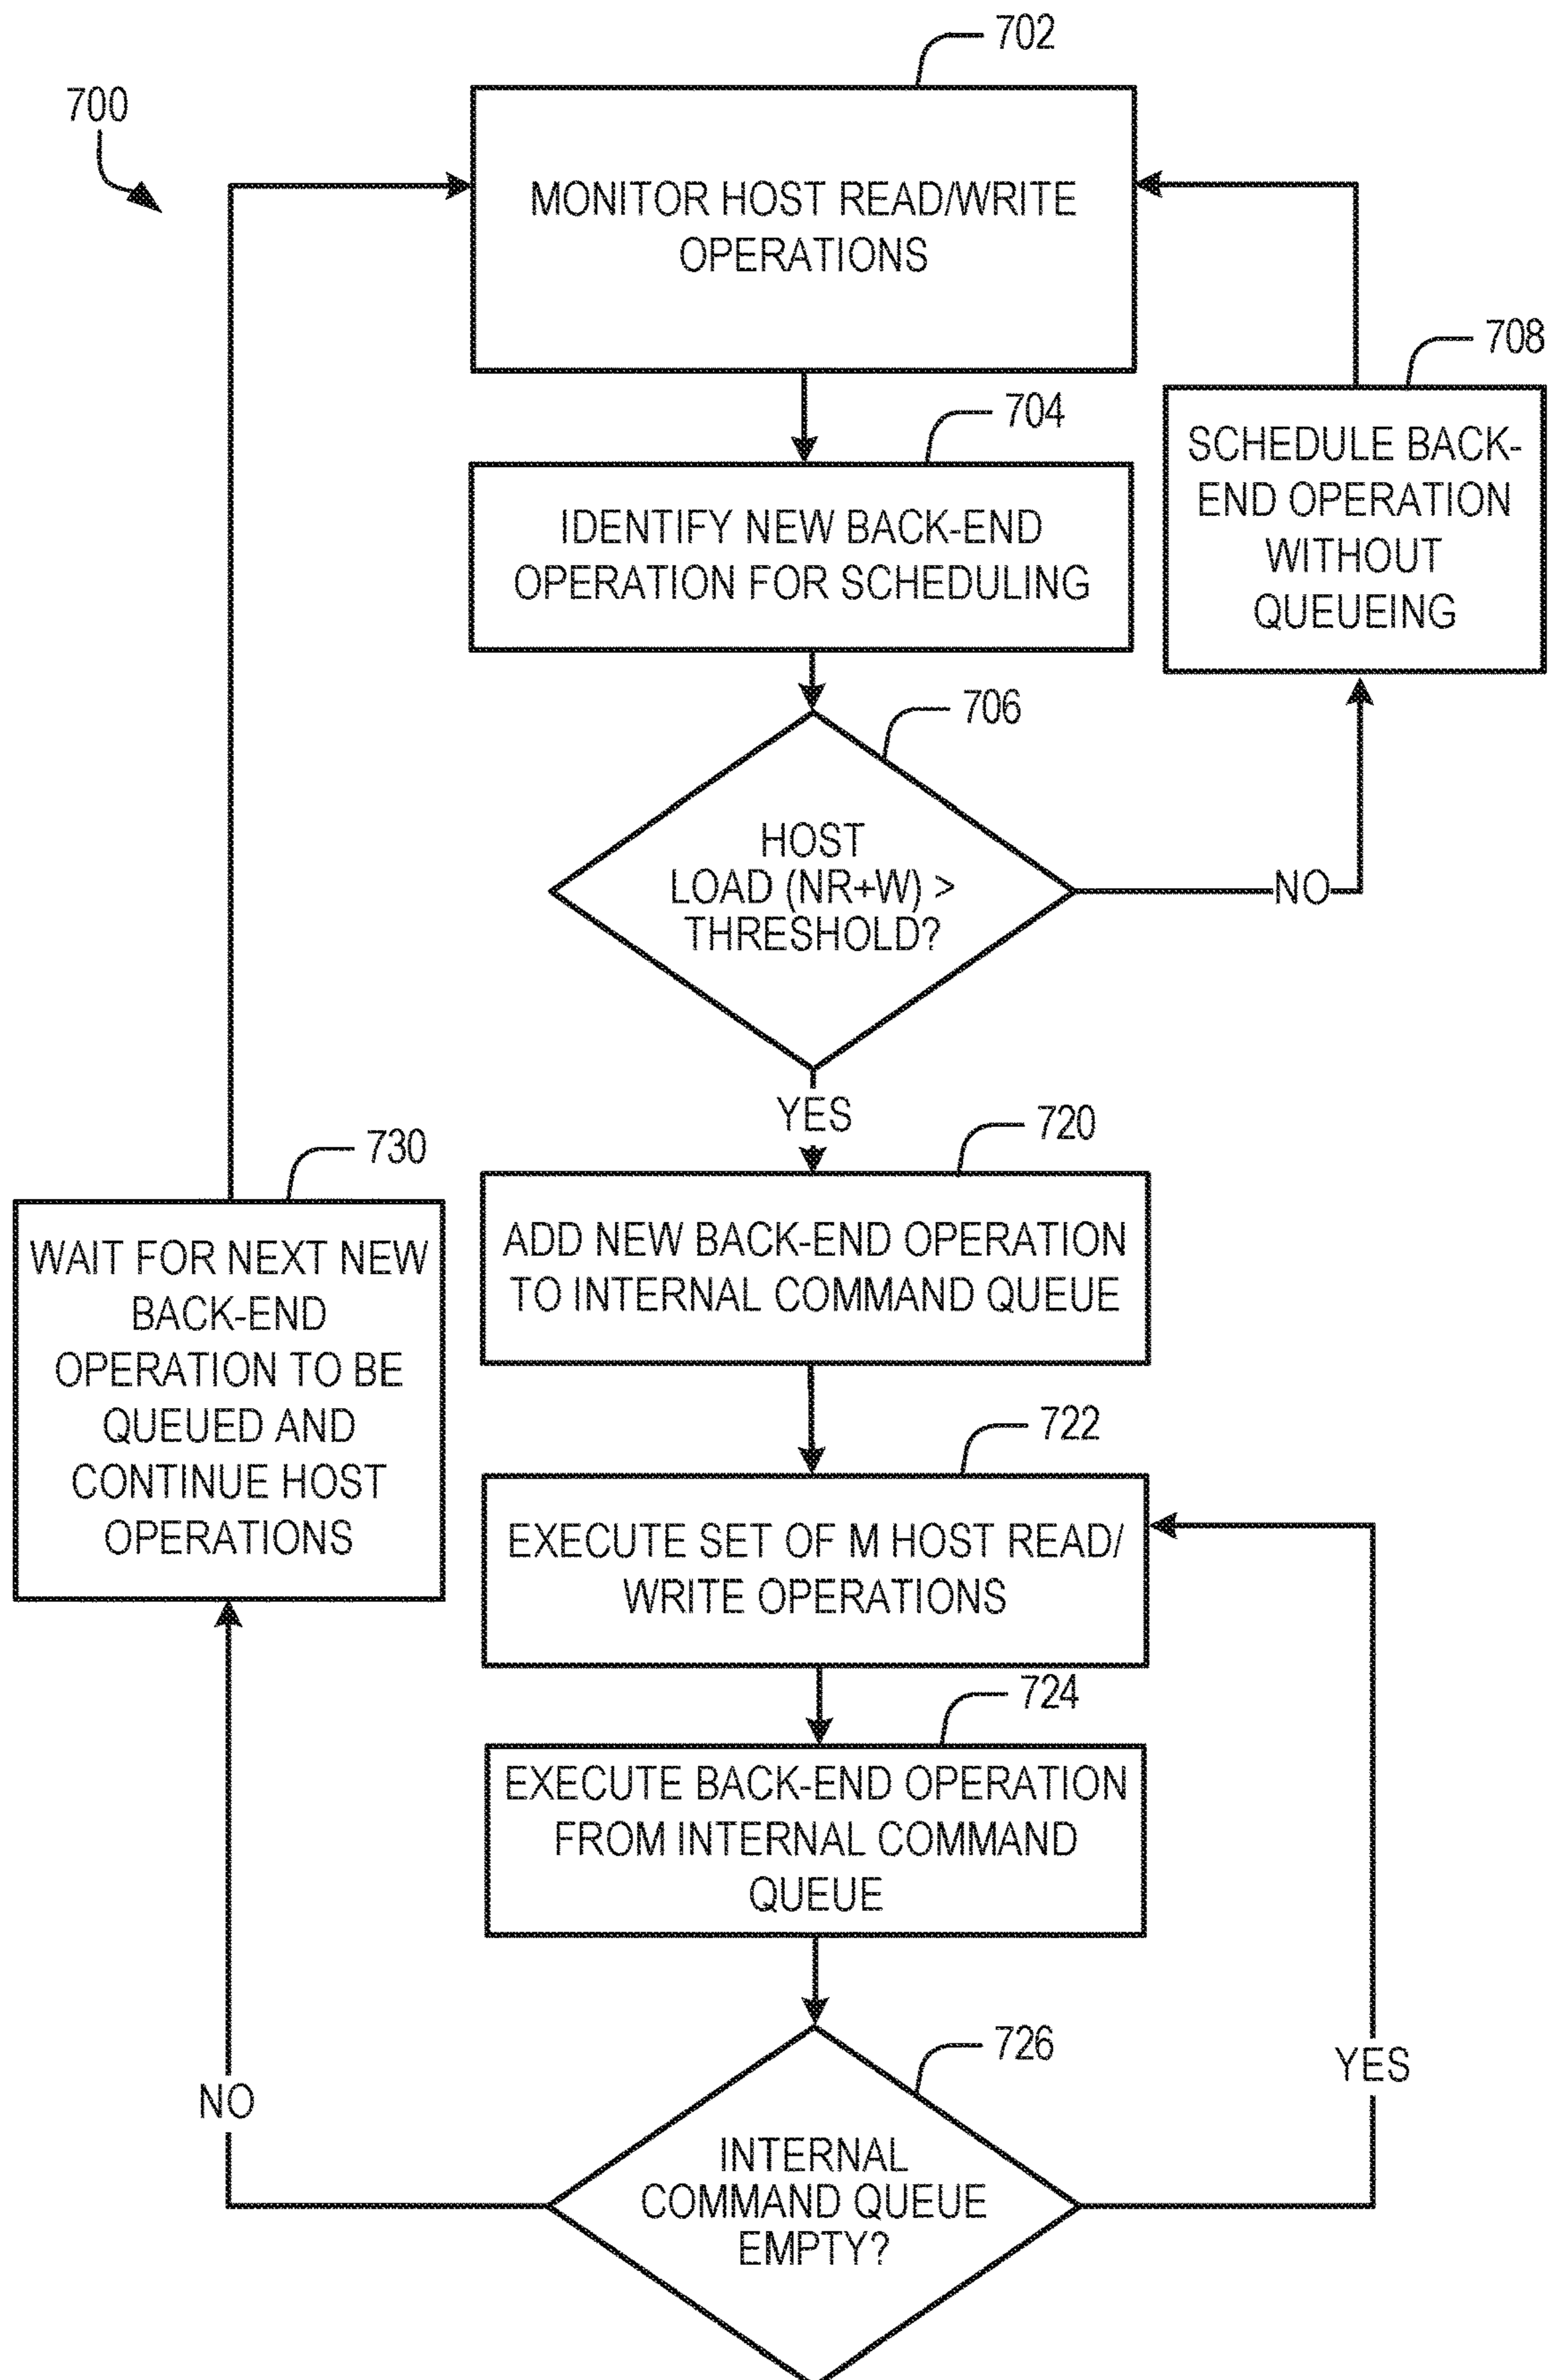 702
700
MONITOR HOST READ/WRITE
OPERATIONS
708
704
SCHEDULE BACK-
END OPERATION
WITHOUT
QUEUEING
IDENTIFY NEW BACK-END
OPERATION FOR SCHEDULING
706
HOST
LOAD (NR+W) >
THRESHOLD?
NO
YES
720
730
ADD NEW BACK-END OPERATION
TO INTERNAL COMMAND QUEUE
WAIT FOR NEXT NEW
BACK-END
OPERATION TO BE
QUEUED AND
CONTINUE HOST
OPERATIONS
722
EXECUTE SET OF M HOST READ/
WRITE OPERATIONS
724
EXECUTE BACK-END OPERATION
FROM INTERNAL COMMAND
QUEUE
726
YES
NO
INTERNAL
COMMAND QUEUE
EMPTY?